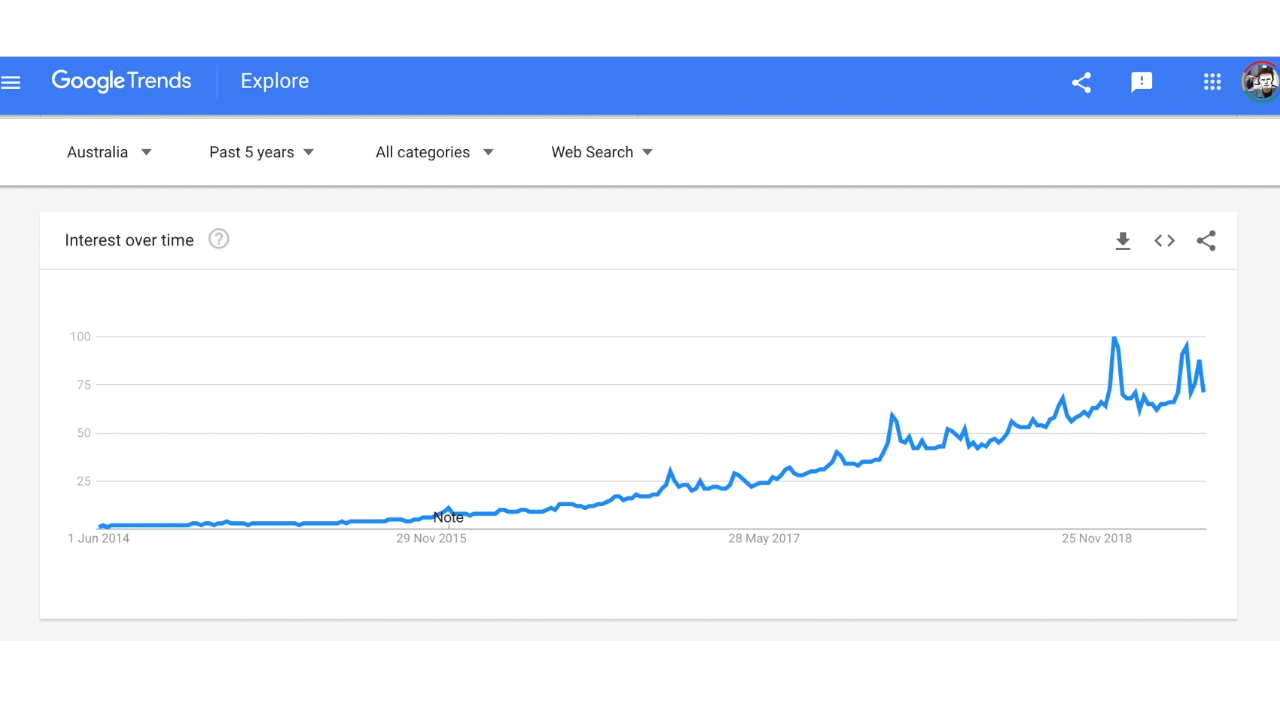 Google Trends Explore
Australia Past 5 years All categories Web Search
Interest over time ?
100
75
50
25
Note
1 Jun 2014 29 Nov 2015 28 May 2017 25 Nov 2018